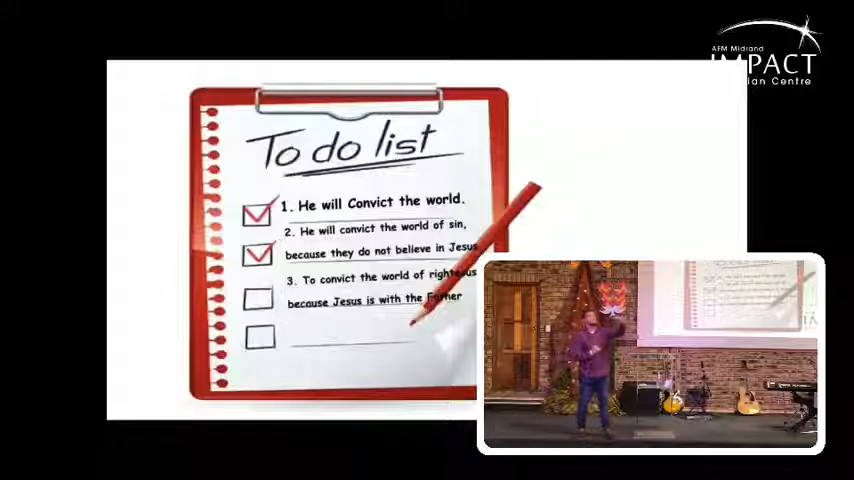 AFM Midrand
IMPACT
ian Centre
To do list
1. He will Convict the world.
2. He will convict the world of sin,
because they do not believe in Jesus
3. To convict the world of
because Jesus is with the Father